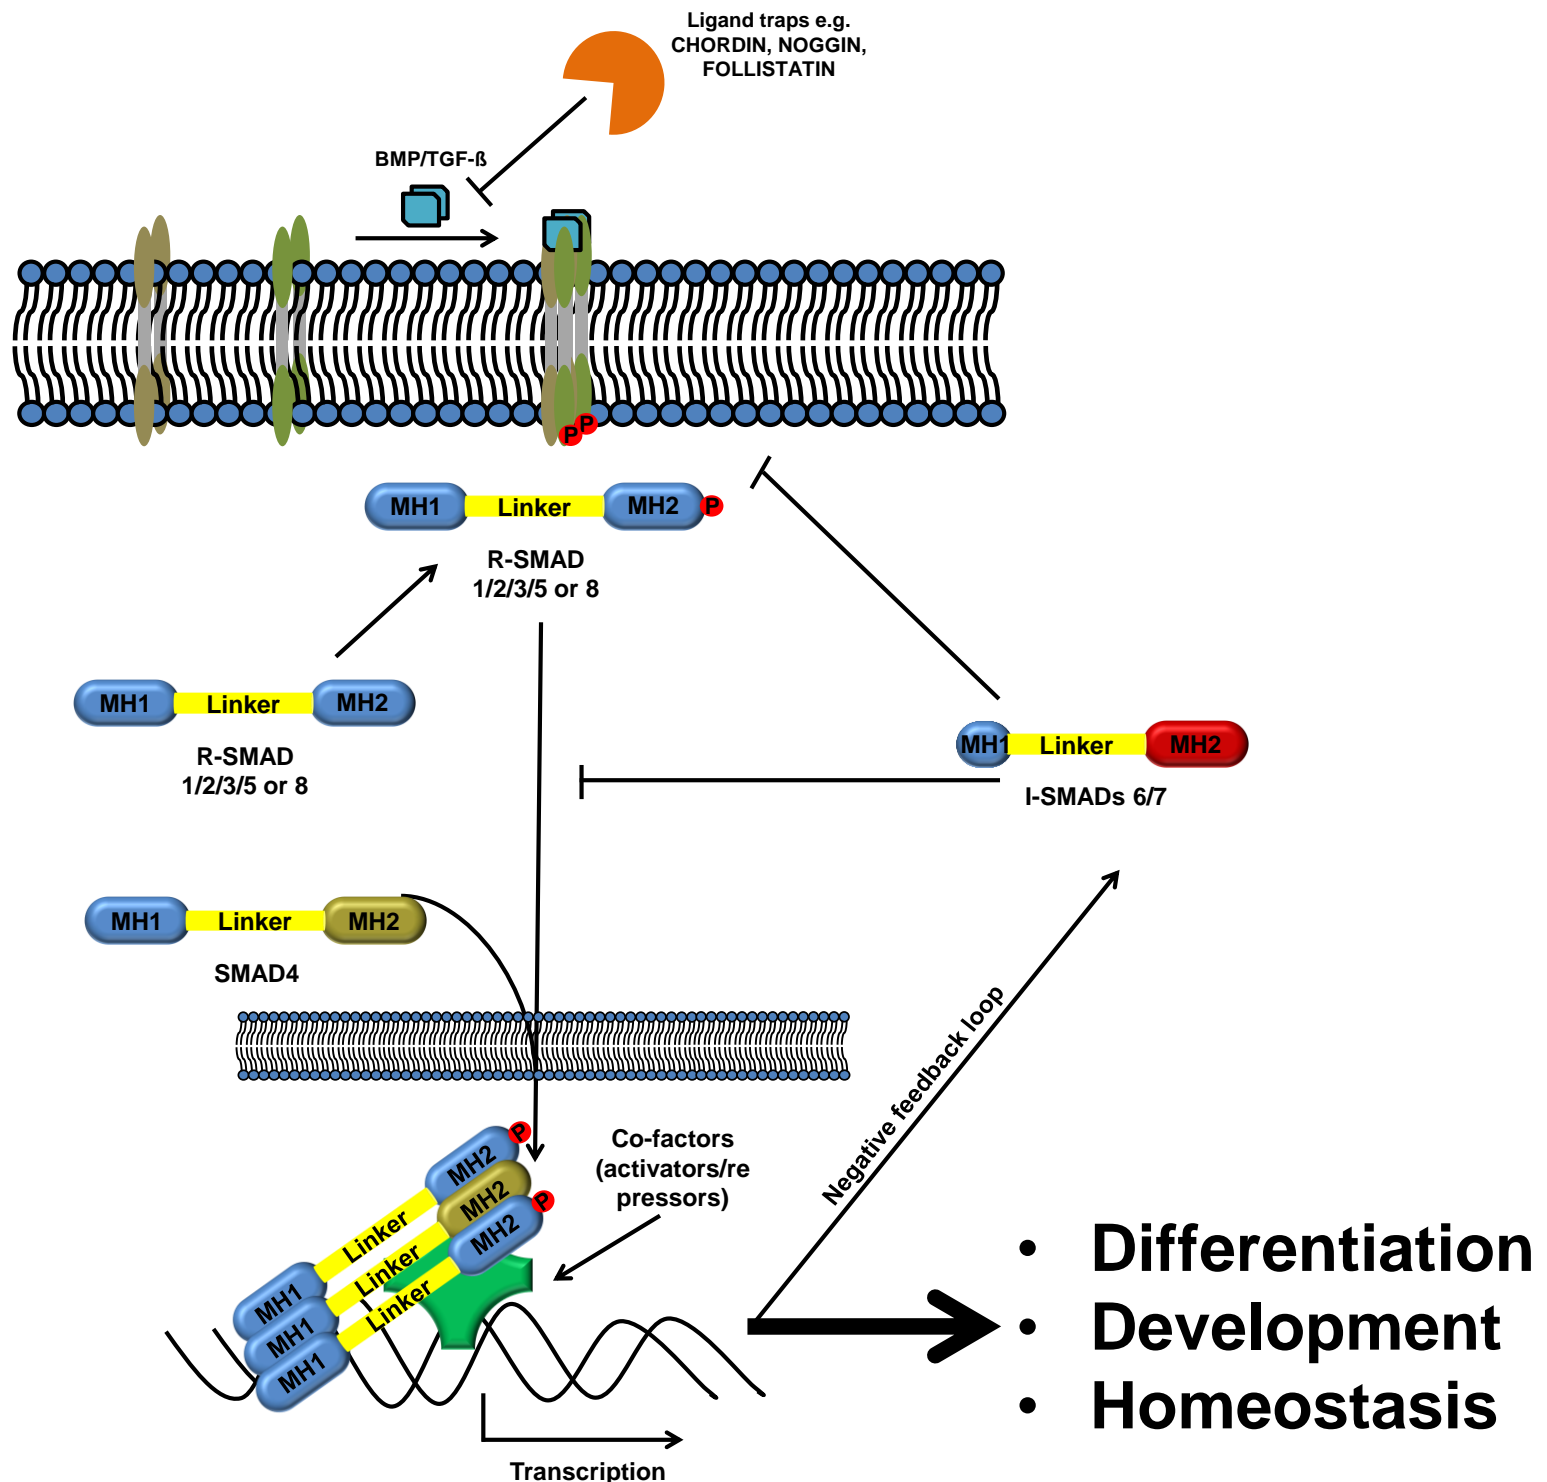 Ligand traps e.g.
CHORDIN, NOGGIN,
FOLLISTATIN
BMP/TGF-ß
P
P
MH1 Linker MH2 P
R-SMAD
1/2/3/5 or 8
MH1 Linker MH2
R-SMAD
1/2/3/5 or 8
MH1 Linker MH2
I-SMADs 6/7
MH1 Linker MH2
SMAD4
Negative feedback loop
Co-factors
(activators/re
pressors)
MH1 Linker MH2 P
MH1 Linker MH2
MH1 Linker MH2 P
• Differentiation
• Development
• Homeostasis
Transcription